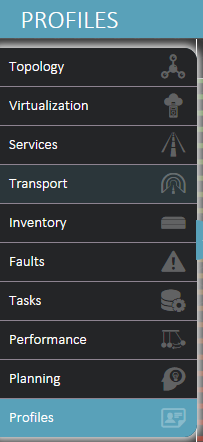 PROFILES
Topology
Virtualization
Services
Transport
Inventory
Faults
Tasks
Performance
Planning
Profiles